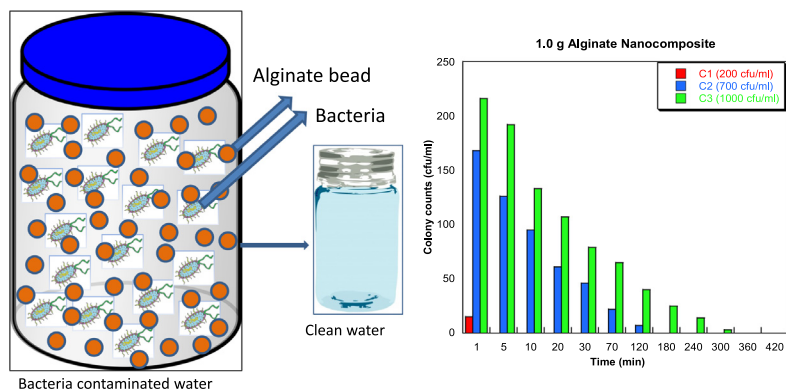 Alginate bead
Bacteria
Clean water
Bacteria contaminated water
1.0 g Alginate Nanocomposite
C1 (200 cfu/ml)
C2 (700 cfu/ml)
C3 (1000 cfu/ml)
Colony counts (cfu/ml)
250
200
150
100
50
0
1 5 10 20 30 70 120 180 240 300 360 420
Time (min)